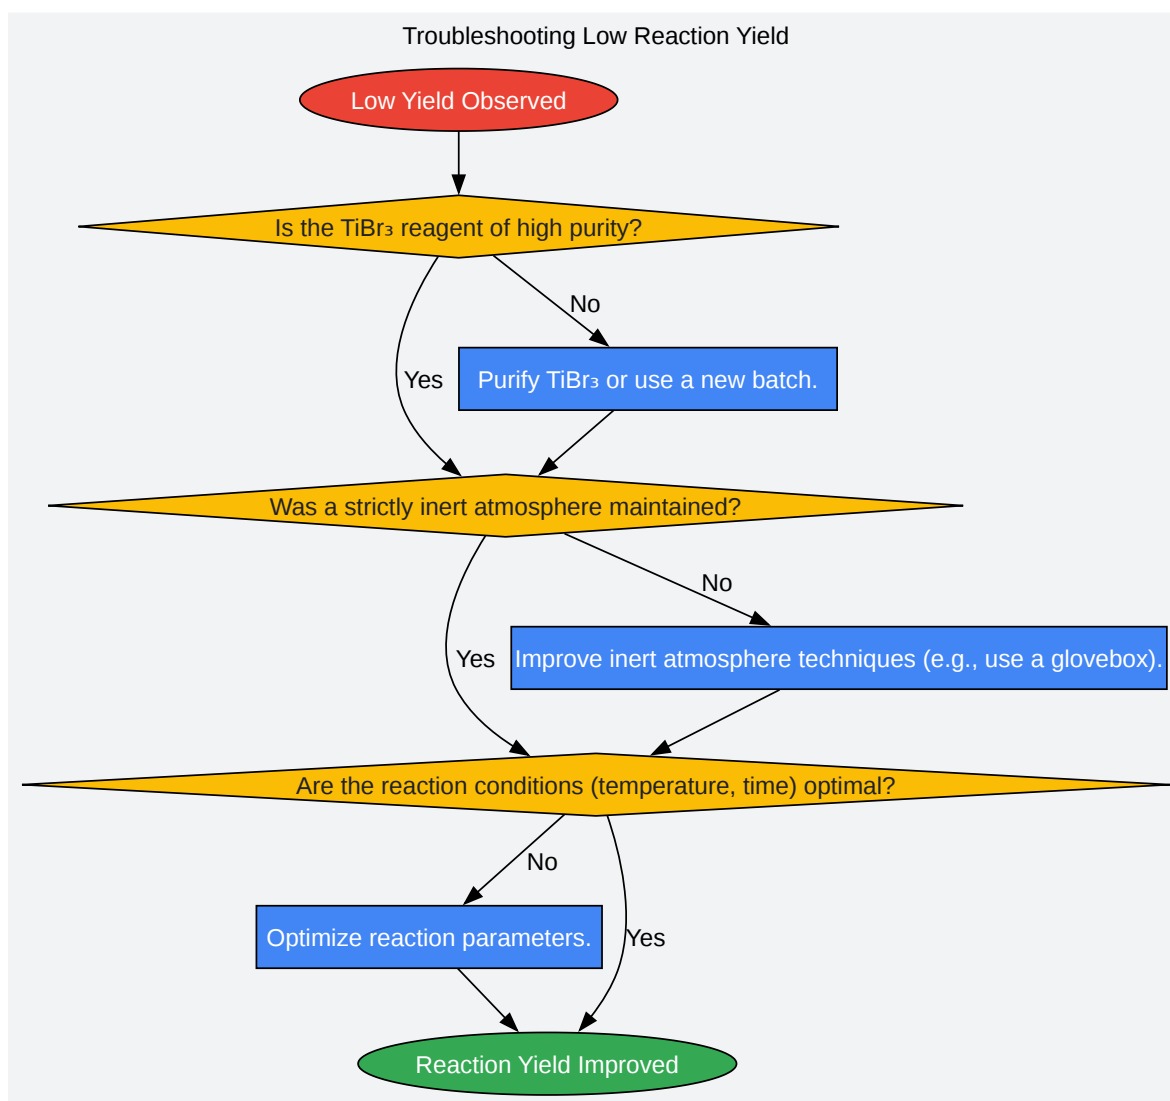 Troubleshooting Low Reaction Yield
Low Yield Observed
Is the TiBr₃ reagent of high purity?
No
Yes
Purify TiBr₃ or use a new batch.
Was a strictly inert atmosphere maintained?
No
Yes
Improve inert atmosphere techniques (e.g., use a glovebox).
Are the reaction conditions (temperature, time) optimal?
No
Optimize reaction parameters.
Yes
Reaction Yield Improved